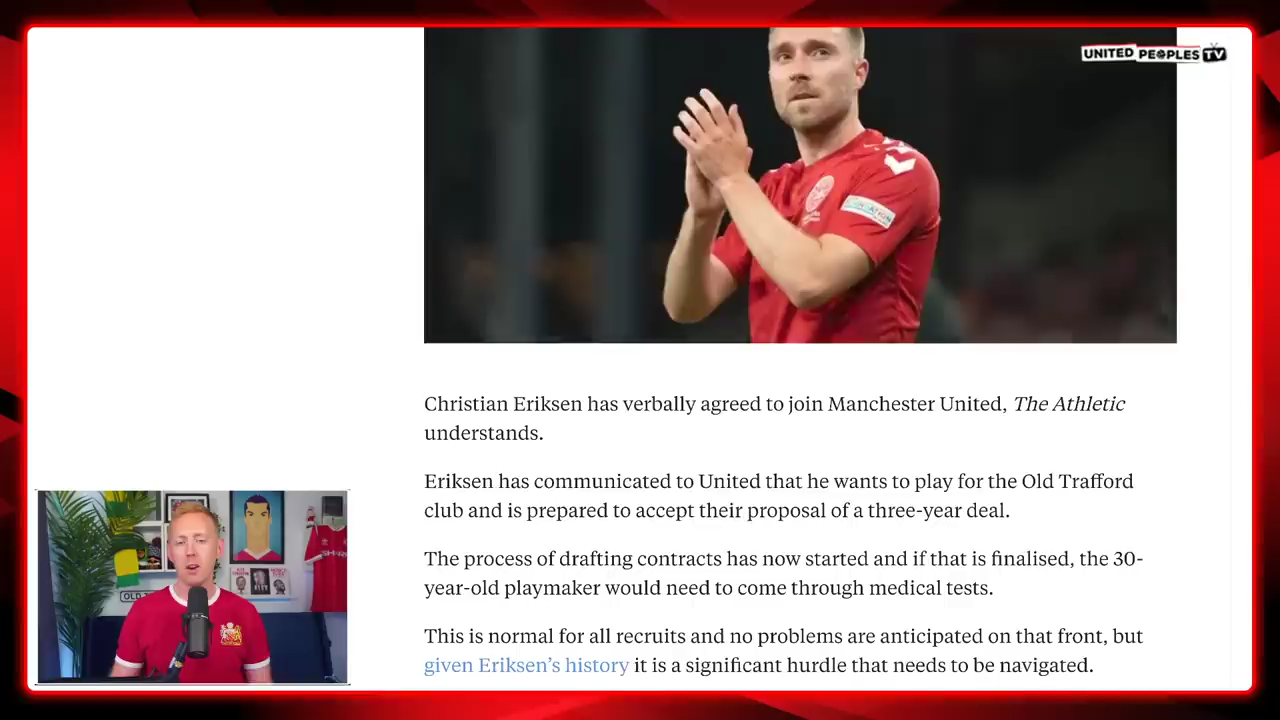 UNITED PEOPLES TV
Christian Eriksen has verbally agreed to join Manchester United, The Athletic
understands.
Eriksen has communicated to United that he wants to play for the Old Trafford
club and is prepared to accept their proposal of a three-year deal.
The process of drafting contracts has now started and if that is finalised, the 30-
year-old playmaker would need to come through medical tests.
This is normal for all recruits and no problems are anticipated on that front, but
given Eriksen's history it is a significant hurdle that needs to be navigated.
OLD T
SHARP